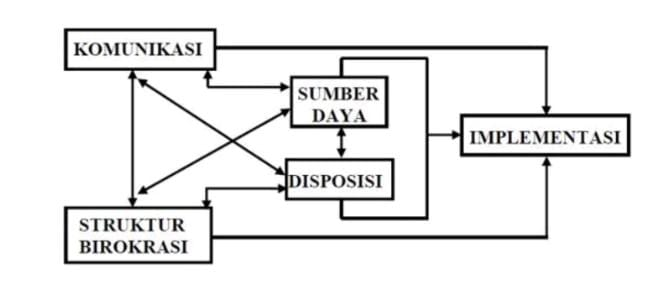 KOMUNIKASI
SUMBER
DAYA
IMPLEMENTASI
DISPOSISI
STRUKTUR
BIROKRASI